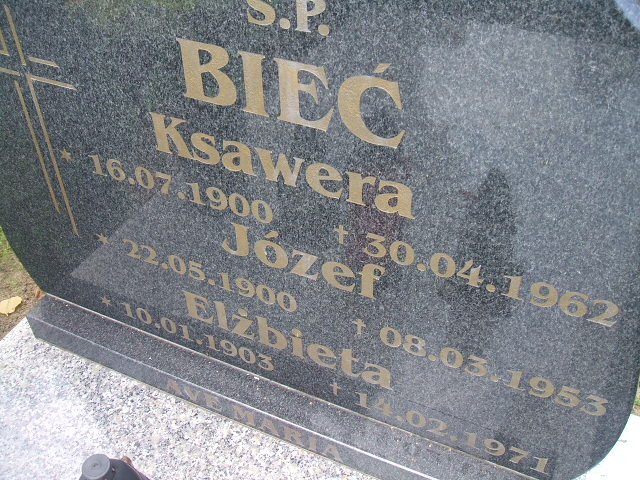 S.P.
BIEĆ
Ksawera
* 16.07.1900 † 30.04.1962
Józef
* 22.05.1900 † 08.03.1953
Elżbieta
* 10.01.1903 † 14.02.1971
AVE MARIA